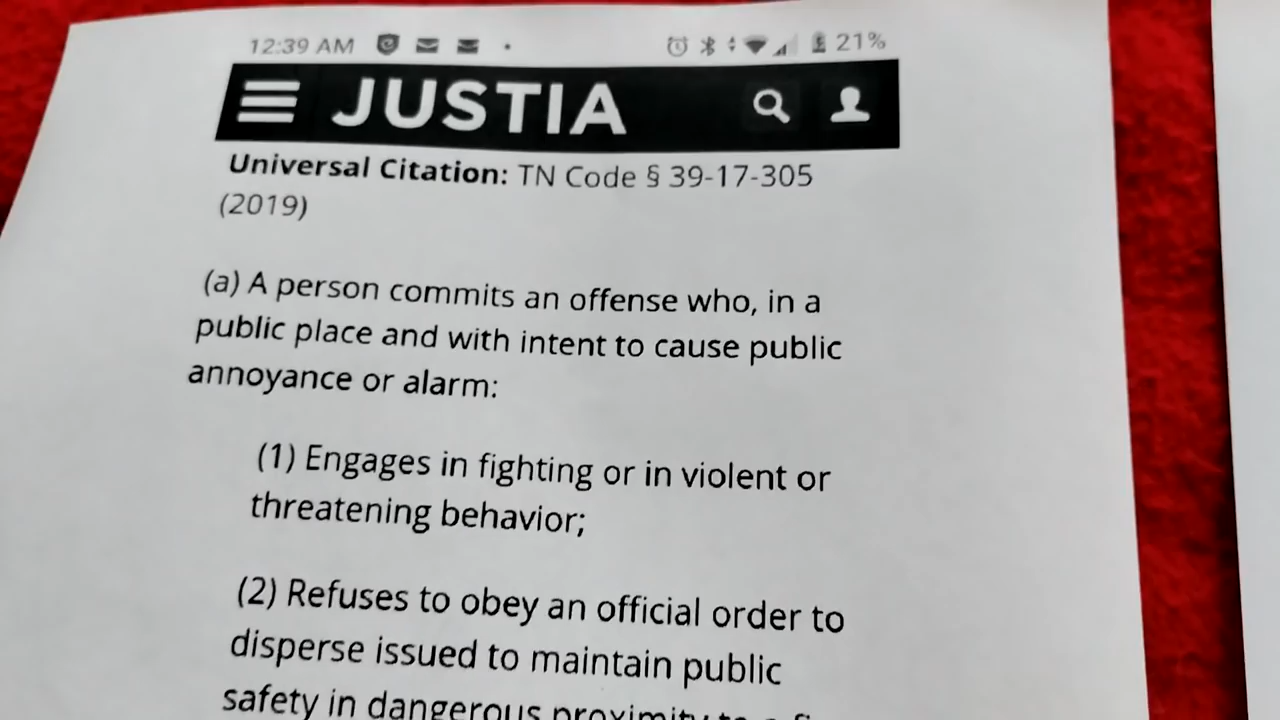 12:39 AM 21%
JUSTIA
Universal Citation: TN Code § 39-17-305
(2019)
(a) A person commits an offense who, in a
public place and with intent to cause public
annoyance or alarm:
(1) Engages in fighting or in violent or
threatening behavior;
(2) Refuses to obey an official order to
disperse issued to maintain public
safety in dangerous proximity to a